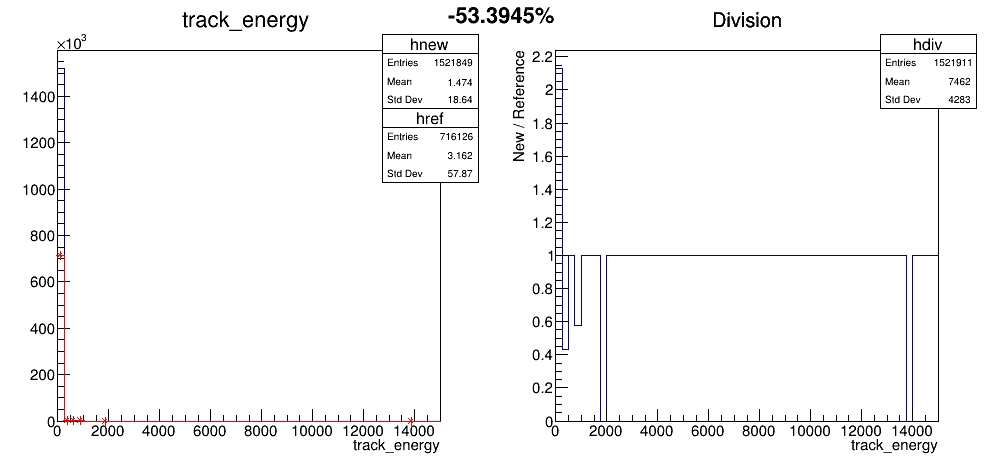 track_energy
-53.3945%
Division
×10³
hnew
Entries 1521849
Mean 1.474
Std Dev 18.64
href
Entries 716126
Mean 3.162
Std Dev 57.87
1400
1200
1000
800
600
400
200
0
0 2000 4000 6000 8000 10000 12000 14000
track_energy
hdiv
Entries 1521911
Mean 7462
Std Dev 4283
New / Reference
2.2
2
1.8
1.6
1.4
1.2
1
0.8
0.6
0.4
0.2
0
0 2000 4000 6000 8000 10000 12000 14000
track_energy